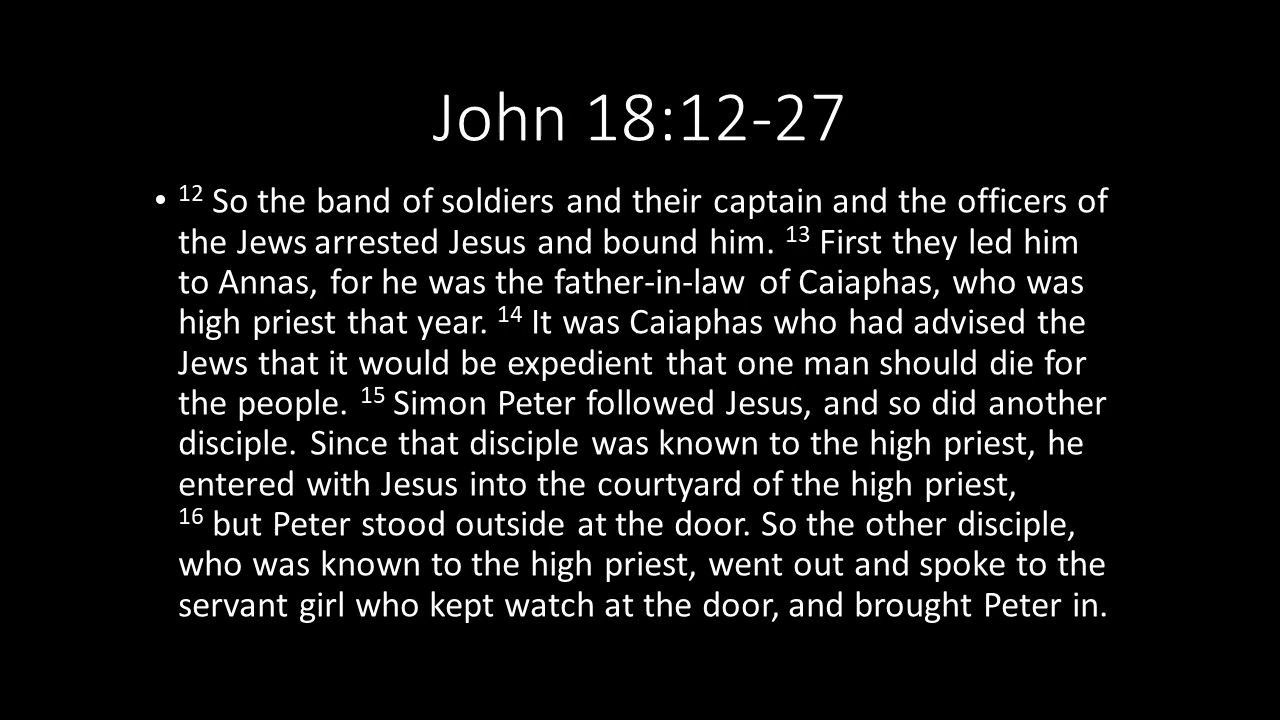 John 18:12-27
• 12 So the band of soldiers and their captain and the officers of
the Jews arrested Jesus and bound him. 13 First they led him
to Annas, for he was the father-in-law of Caiaphas, who was
high priest that year. 14 It was Caiaphas who had advised the
Jews that it would be expedient that one man should die for
the people. 15 Simon Peter followed Jesus, and so did another
disciple. Since that disciple was known to the high priest, he
entered with Jesus into the courtyard of the high priest,
16 but Peter stood outside at the door. So the other disciple,
who was known to the high priest, went out and spoke to the
servant girl who kept watch at the door, and brought Peter in.